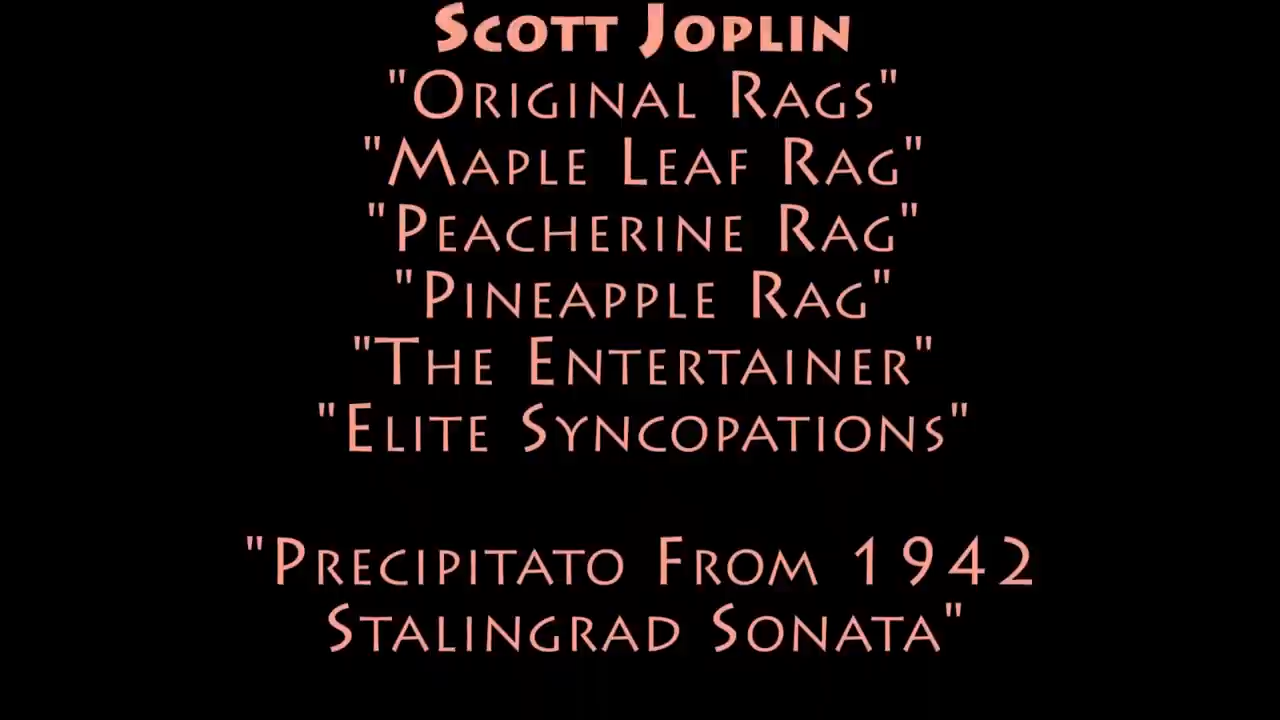 Scott Joplin
"Original Rags"
"Maple Leaf Rag"
"Peacherine Rag"
"Pineapple Rag"
"The Entertainer"
"Elite Syncopations"
"Precipitato From 1942
Stalingrad Sonata"